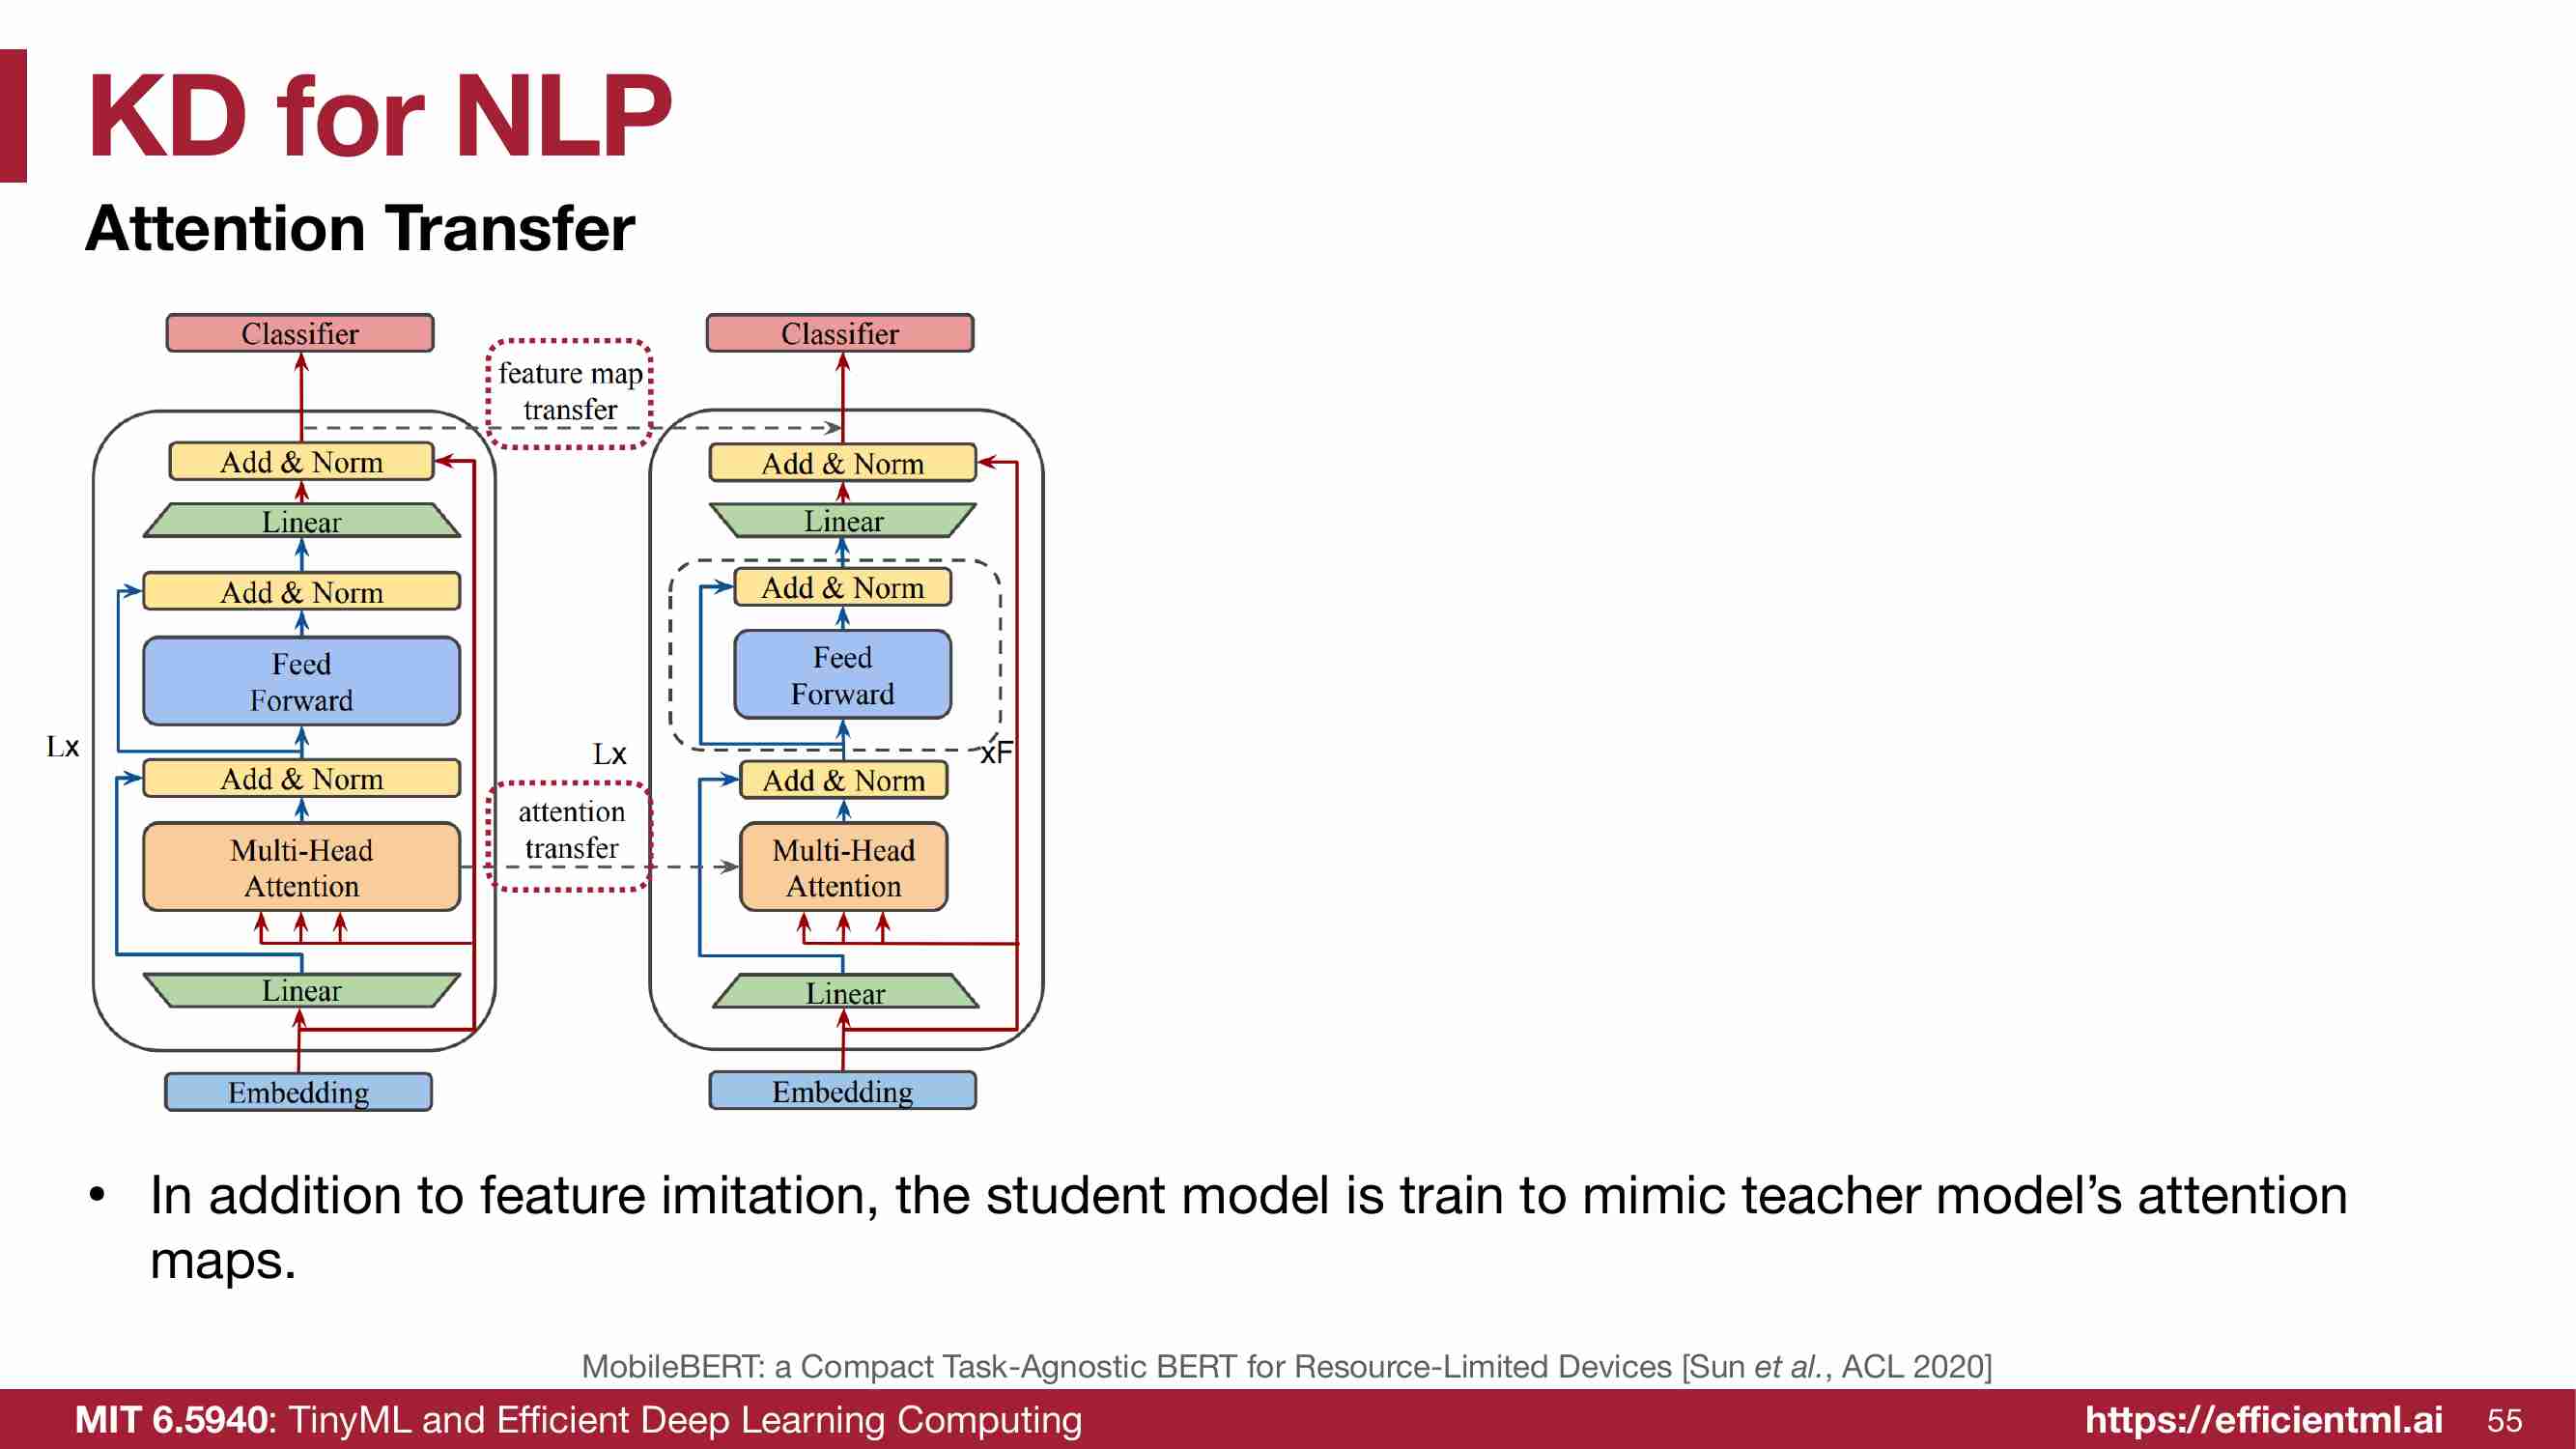 KD for NLP
Attention Transfer
Classifier
Add & Norm
Linear
Add & Norm
Feed
Forward
Lx
Add & Norm
Multi-Head
Attention
Linear
Embedding
feature map
transfer
attention
transfer
Classifier
Add & Norm
Linear
Add & Norm
Feed
Forward
Lx
xF
Add & Norm
Multi-Head
Attention
Linear
Embedding
• In addition to feature imitation, the student model is train to mimic teacher model’s attention
maps.
MobileBERT: a Compact Task-Agnostic BERT for Resource-Limited Devices [Sun et al., ACL 2020]
MIT 6.5940: TinyML and Efficient Deep Learning Computing
https://efficientml.ai
55